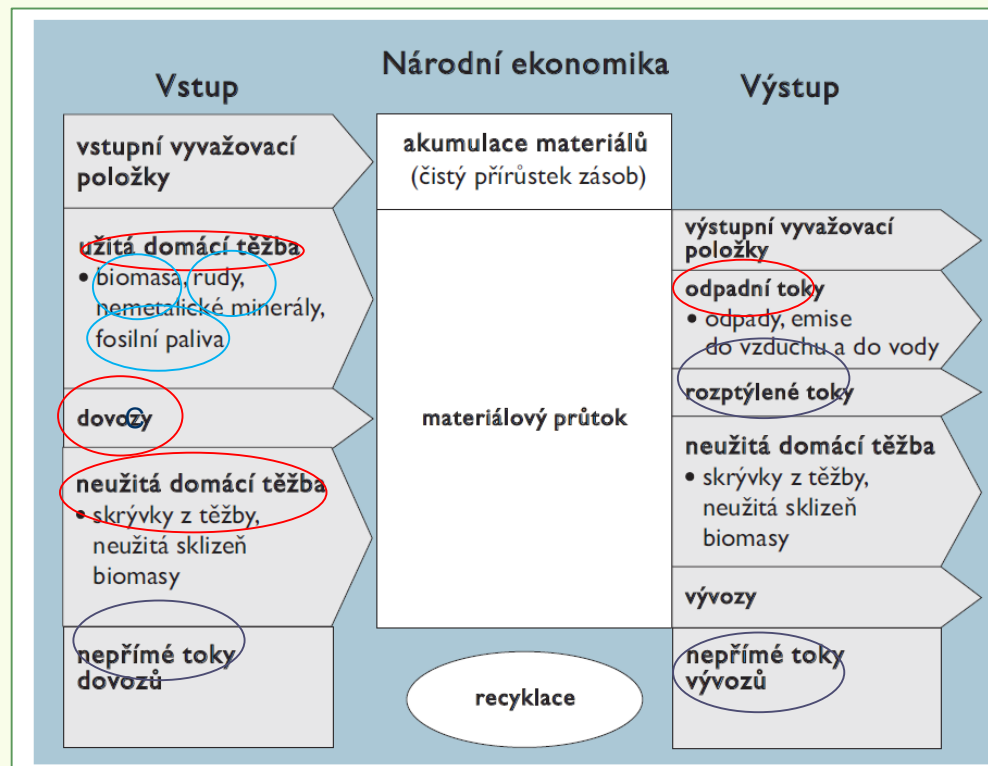 Národní ekonomika
Vstup
Výstup
vstupní vyvažovací
položky
užitá domácí těžba
• biomasa, rudy,
nemetalické minerály,
fosilní paliva
dovozy
neužitá domácí těžba
• skrývky z těžby,
neužitá sklizeň
biomasy
nepřímé toky
dovozů
akumulace materiálů
(čistý přírůstek zásob)
materiálový průtok
recyklace
výstupní vyvažovací
položky
odpadní toky
• odpady, emise
do vzduchu a do vody
rozptýlené toky
neužitá domácí těžba
• skrývky z těžby,
neužitá sklizeň
biomasy
vývozy
nepřímé toky
vývozů